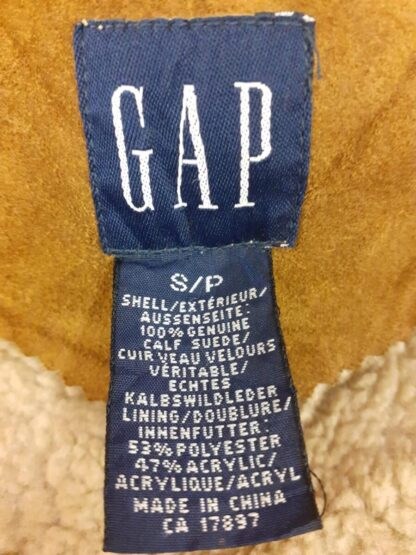 GAP
S/P
SHELL/EXTÉRIEUR/
AUSSENSEITE:
100% GENUINE
CALF SUEDE/
CUIR VEAU VELOURS
VÉRITABLE/
ECHTES
KALBSWILDLEDER
LINING/DOUBLURE/
INNENFUTTER:
53% POLYESTER
47% ACRYLIC/
ACRYLIQUE/ACRYL
MADE IN CHINA
CA 17897